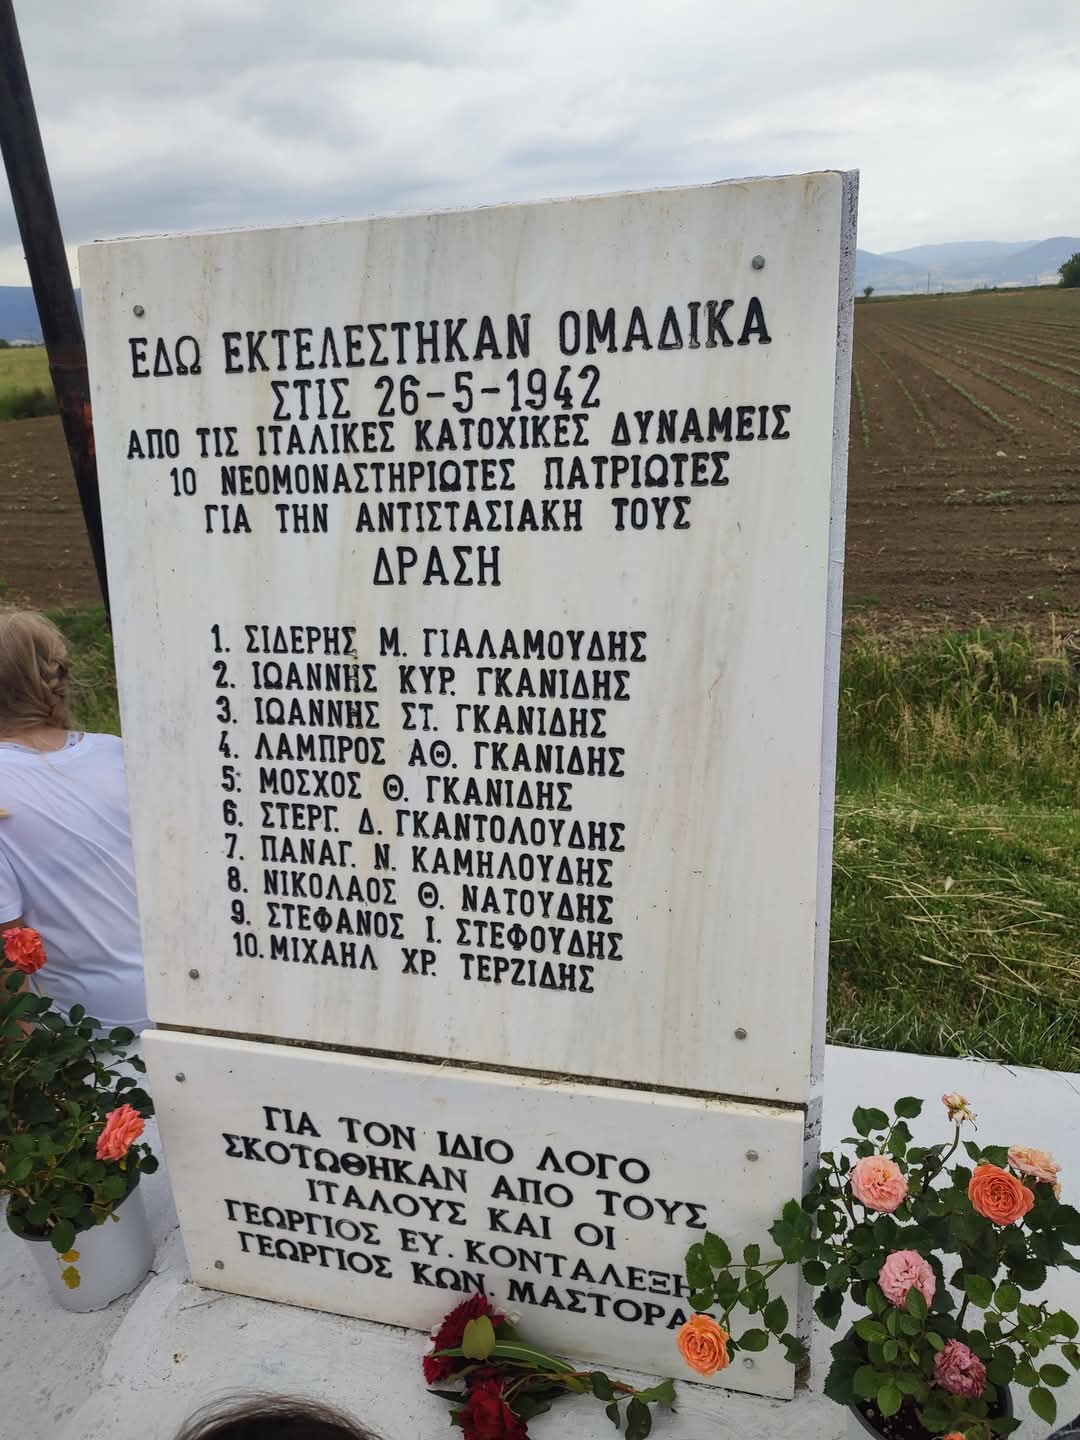 ΕΔΩ ΕΚΤΕΛΕΣΤΗΚΑΝ ΟΜΑΔΙΚΑ
ΣΤΙΣ 26-5-1942
ΑΠΟ ΤΙΣ ΙΤΑΛΙΚΕΣ ΚΑΤΟΧΙΚΕΣ ΔΥΝΑΜΕΙΣ
10 ΝΕΟΜΟΝΑΣΤΗΡΙΩΤΕΣ ΠΑΤΡΙΩΤΕΣ
ΓΙΑ ΤΗΝ ΑΝΤΙΣΤΑΣΙΑΚΗ ΤΟΥΣ
ΔΡΑΣΗ
1. ΣΙΔΕΡΗΣ Μ. ΓΙΑΛΑΜΟΥΔΗΣ
2. ΙΩΑΝΝΗΣ ΚΥΡ. ΓΚΑΝΙΔΗΣ
3. ΙΩΑΝΝΗΣ ΣΤ. ΓΚΑΝΙΔΗΣ
4. ΛΑΜΠΡΟΣ ΑΘ. ΓΚΑΝΙΔΗΣ
5. ΜΟΣΧΟΣ Θ. ΓΚΑΝΙΔΗΣ
6. ΣΤΕΡΓ. Δ. ΓΚΑΝΤΟΛΟΥΔΗΣ
7. ΠΑΝΑΓ. Ν. ΚΑΜΗΛΟΥΔΗΣ
8. ΝΙΚΟΛΑΟΣ Θ. ΝΑΤΟΥΔΗΣ
9. ΣΤΕΦΑΝΟΣ Ι. ΣΤΕΦΟΥΔΗΣ
10. ΜΙΧΑΗΛ ΧΡ. ΤΕΡΖΙΔΗΣ
ΓΙΑ ΤΟΝ ΙΔΙΟ ΛΟΓΟ
ΣΚΟΤΩΘΗΚΑΝ ΑΠΟ ΤΟΥΣ
ΙΤΑΛΟΥΣ ΚΑΙ ΟΙ
ΓΕΩΡΓΙΟΣ ΕΥ. ΚΟΝΤΑΛΕΞΗ
ΓΕΩΡΓΙΟΣ ΚΩΝ. ΜΑΣΤΟΡΑ